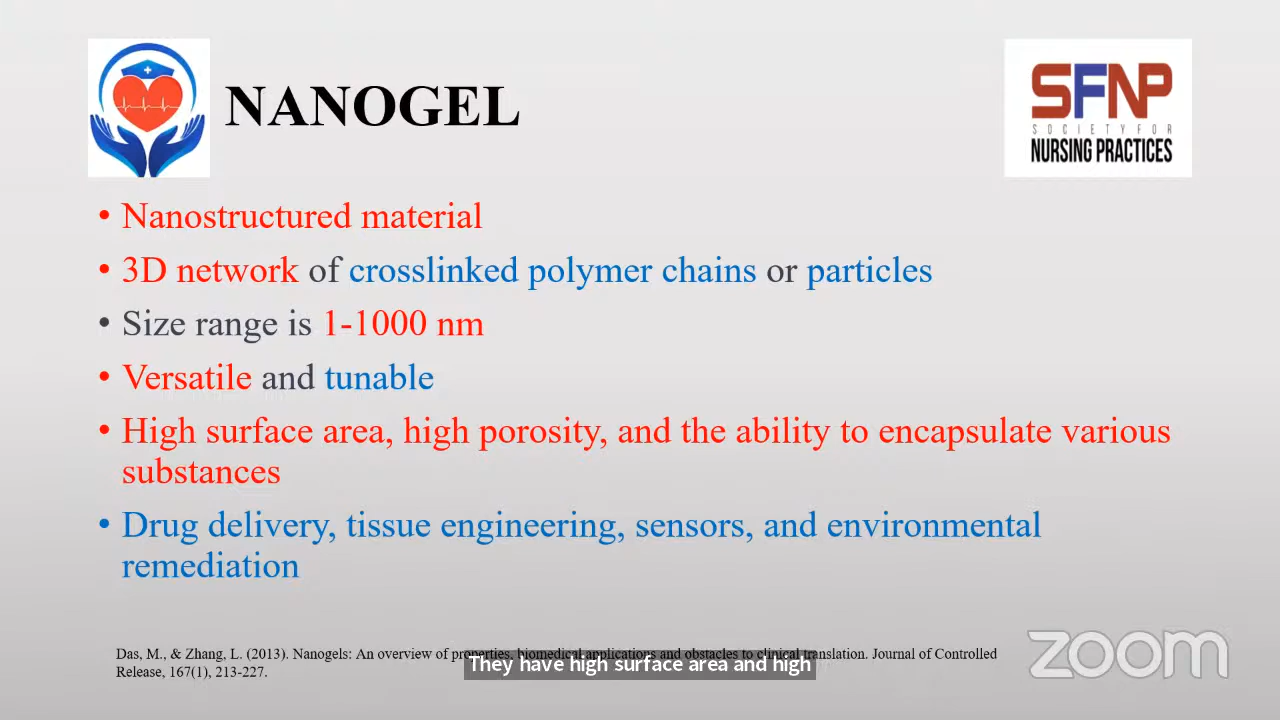 NANOGEL
SFNP
SOCIETY FOR
NURSING PRACTICES
• Nanostructured material
• 3D network of crosslinked polymer chains or particles
• Size range is 1-1000 nm
• Versatile and tunable
• High surface area, high porosity, and the ability to encapsulate various
substances
• Drug delivery, tissue engineering, sensors, and environmental
remediation
Das, M., & Zhang, L. (2013). Nanogels: An overview of properties, biomedical applications and obstacles to clinical translation. Journal of Controlled
Release, 167(1), 213-227.
They have high surface area and high
zoom